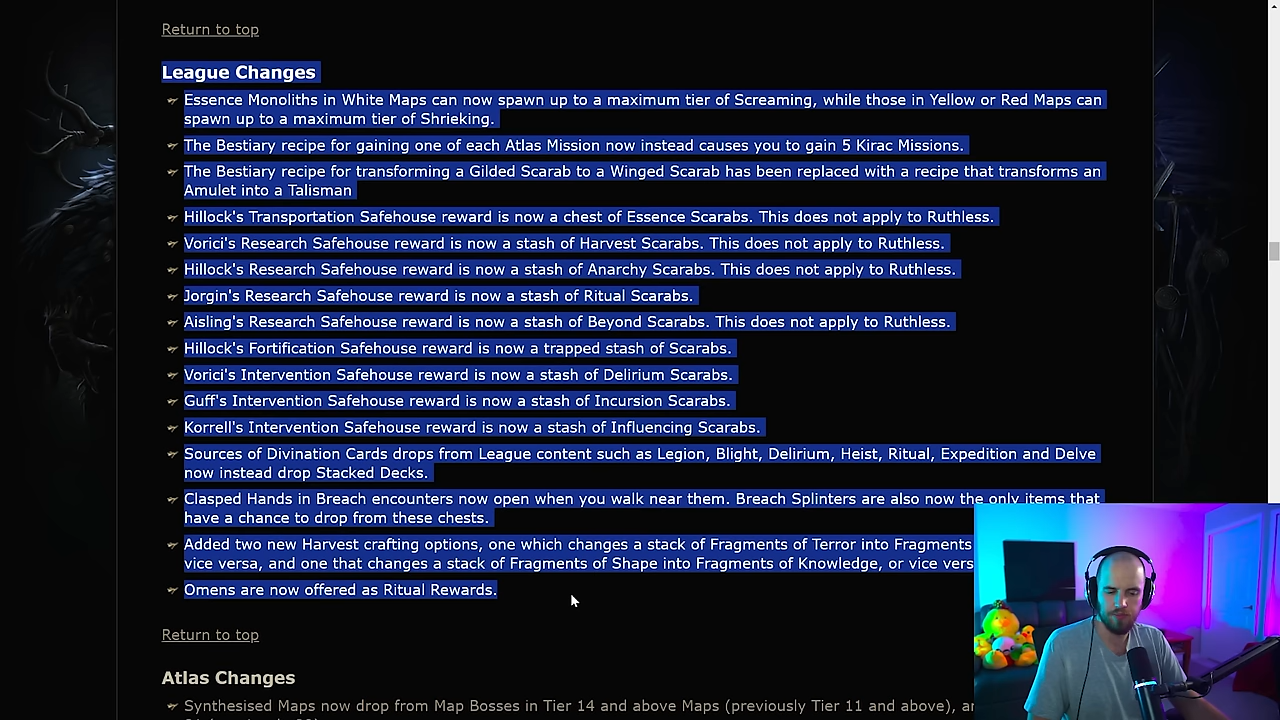 Return to top
League Changes
Essence Monoliths in White Maps can now spawn up to a maximum tier of Screaming, while those in Yellow or Red Maps can
spawn up to a maximum tier of Shrieking.
The Bestiary recipe for gaining one of each Atlas Mission now instead causes you to gain 5 Kirac Missions.
The Bestiary recipe for transforming a Gilded Scarab to a Winged Scarab has been replaced with a recipe that transforms an
Amulet into a Talisman
Hillock's Transportation Safehouse reward is now a chest of Essence Scarabs. This does not apply to Ruthless.
Vorici's Research Safehouse reward is now a stash of Harvest Scarabs. This does not apply to Ruthless.
Hillock's Research Safehouse reward is now a stash of Anarchy Scarabs. This does not apply to Ruthless.
Jorgin's Research Safehouse reward is now a stash of Ritual Scarabs.
Aisling's Research Safehouse reward is now a stash of Beyond Scarabs. This does not apply to Ruthless.
Hillock's Fortification Safehouse reward is now a trapped stash of Scarabs.
Vorici's Intervention Safehouse reward is now a stash of Delirium Scarabs.
Guff's Intervention Safehouse reward is now a stash of Incursion Scarabs.
Korrell's Intervention Safehouse reward is now a stash of Influencing Scarabs.
Sources of Divination Cards drops from League content such as Legion, Blight, Delirium, Heist, Ritual, Expedition and Delve
now instead drop Stacked Decks.
Clasped Hands in Breach encounters now open when you walk near them. Breach Splinters are also now the only items that
have a chance to drop from these chests.
Added two new Harvest crafting options, one which changes a stack of Fragments of Terror into Fragments
vice versa, and one that changes a stack of Fragments of Shape into Fragments of Knowledge, or vice vers
Omens are now offered as Ritual Rewards.
Return to top
Atlas Changes
Synthesised Maps now drop from Map Bosses in Tier 14 and above Maps (previously Tier 11 and above),